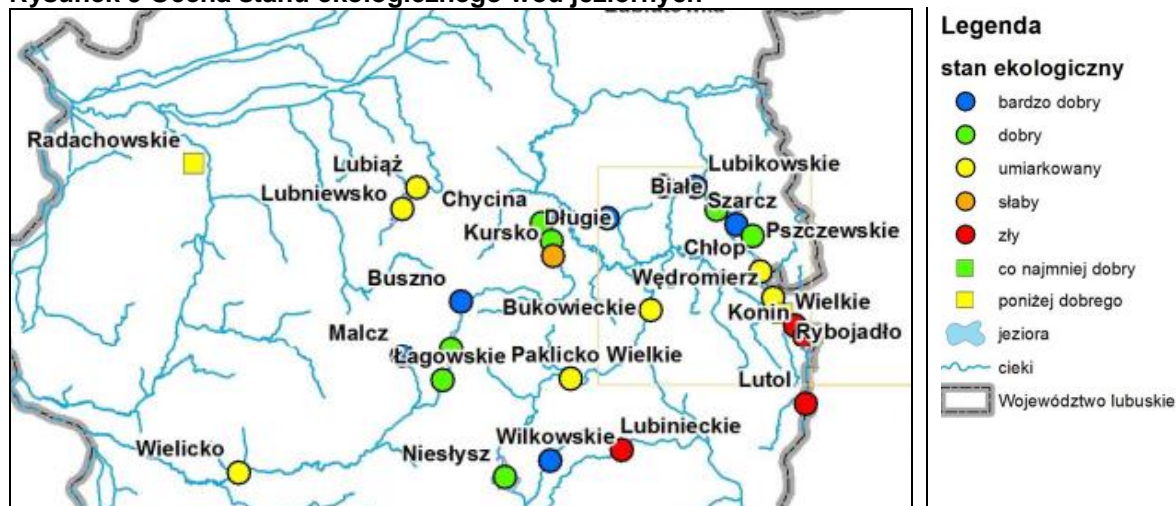 Rysunek 3 Ocena stanu ekologicznego wód jeziornych
Lubiatówka
Radachowskie
Lubiąż
Lubniewsko
Chycina
Długie
Kursko
Lubikowskie
Białe
Szarcz
Pszczewskie
Chłop
Wędromierz
Buszno
Bukowieckie
Konin
Wielkie
Rybojadło
Malcz
Łagowskie
Paklicko Wielkie
Lutol
Wielicko
Niesłysz
Wilkowskie
Lubinieckie
Legenda
stan ekologiczny
bardzo dobry
dobry
umiarkowany
słaby
zły
co najmniej dobry
poniżej dobrego
jeziora
cieki
Województwo lubuskie